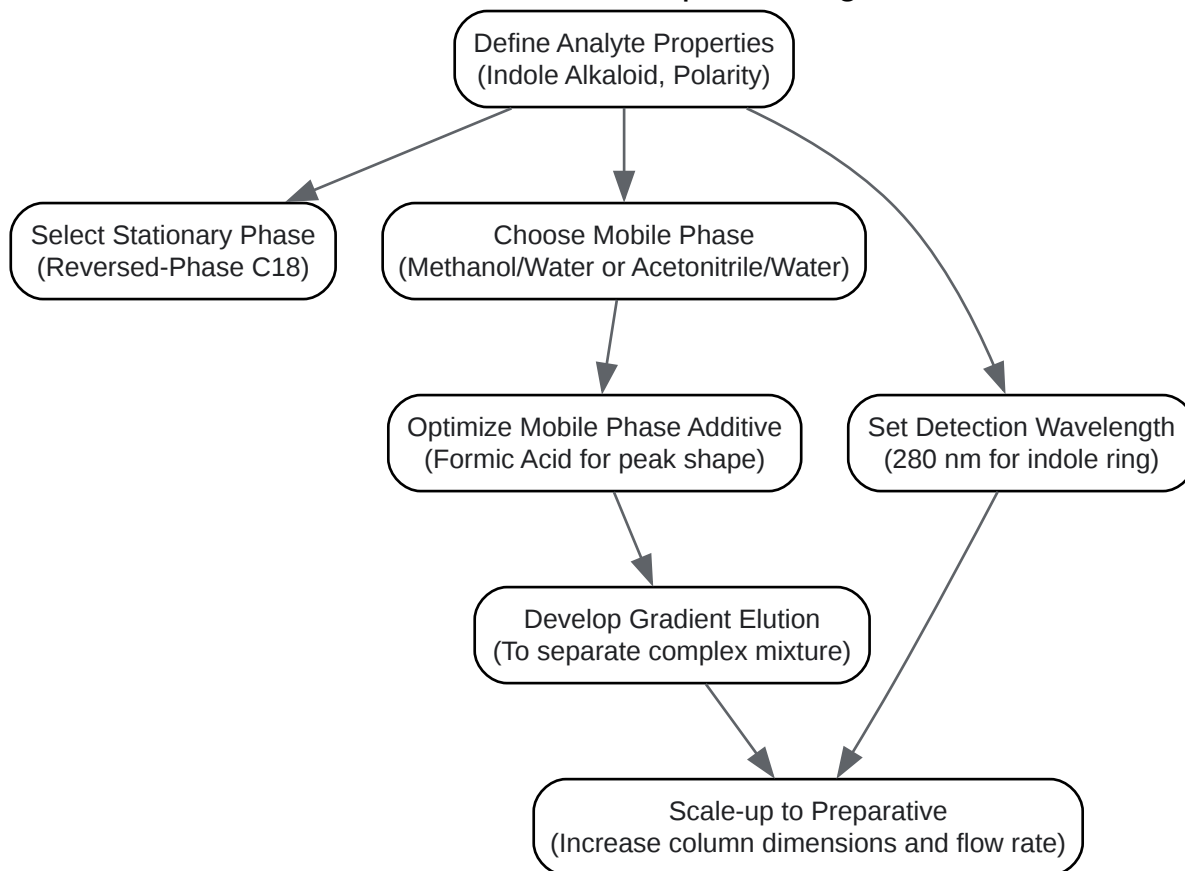 Define Analyte Properties
(Indole Alkaloid, Polarity)
Select Stationary Phase
(Reversed-Phase C18)
Choose Mobile Phase
(Methanol/Water or Acetonitrile/Water)
Optimize Mobile Phase Additive
(Formic Acid for peak shape)
Set Detection Wavelength
(280 nm for indole ring)
Develop Gradient Elution
(To separate complex mixture)
Scale-up to Preparative
(Increase column dimensions and flow rate)